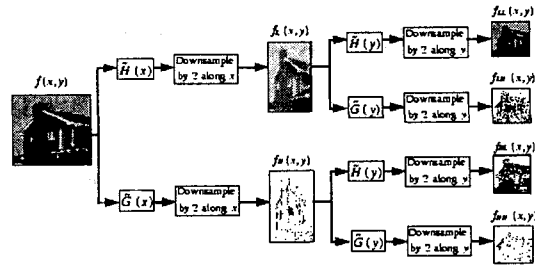 f(x,y)
H̃(x)
Downsample
by 2 along x
f_L(x,y)
H̃(y)
Downsample
by 2 along y
f_LL(x,y)
G̃(y)
Downsample
by 2 along y
f_LH(x,y)
G̃(x)
Downsample
by 2 along x
f_H(x,y)
H̃(y)
Downsample
by 2 along y
f_HL(x,y)
G̃(y)
Downsample
by 2 along y
f_HH(x,y)